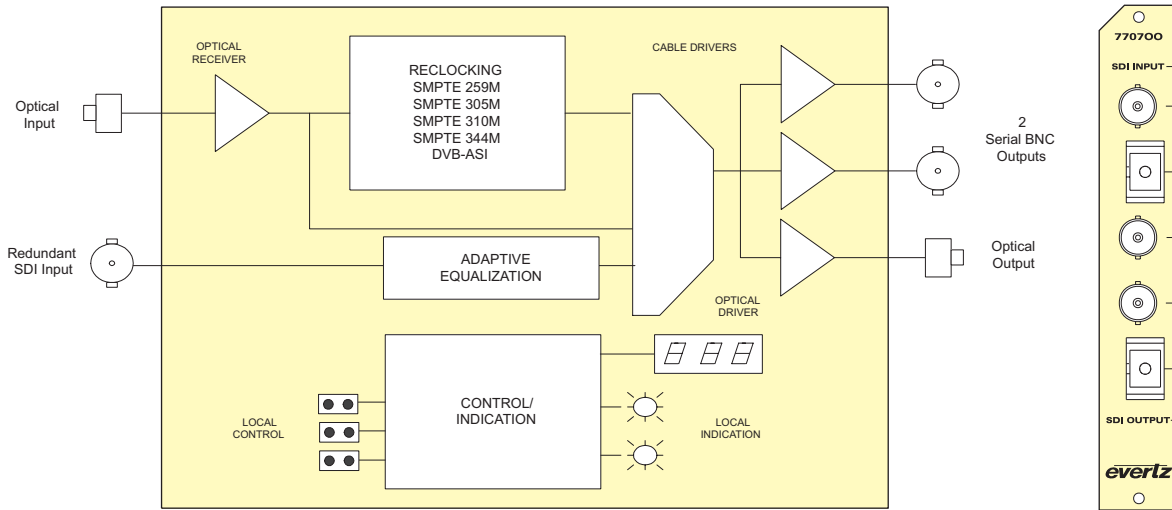 OPTICAL
RECEIVER
Optical
Input
RECLOCKING
SMPTE 259M
SMPTE 305M
SMPTE 310M
SMPTE 344M
DVB-ASI
CABLE DRIVERS
2
Serial BNC
Outputs
Redundant
SDI Input
ADAPTIVE
EQUALIZATION
Optical
Output
OPTICAL
DRIVER
CONTROL/
INDICATION
LOCAL
CONTROL
LOCAL
INDICATION
7707OO
SDI INPUT
SDI OUTPUT
evertz